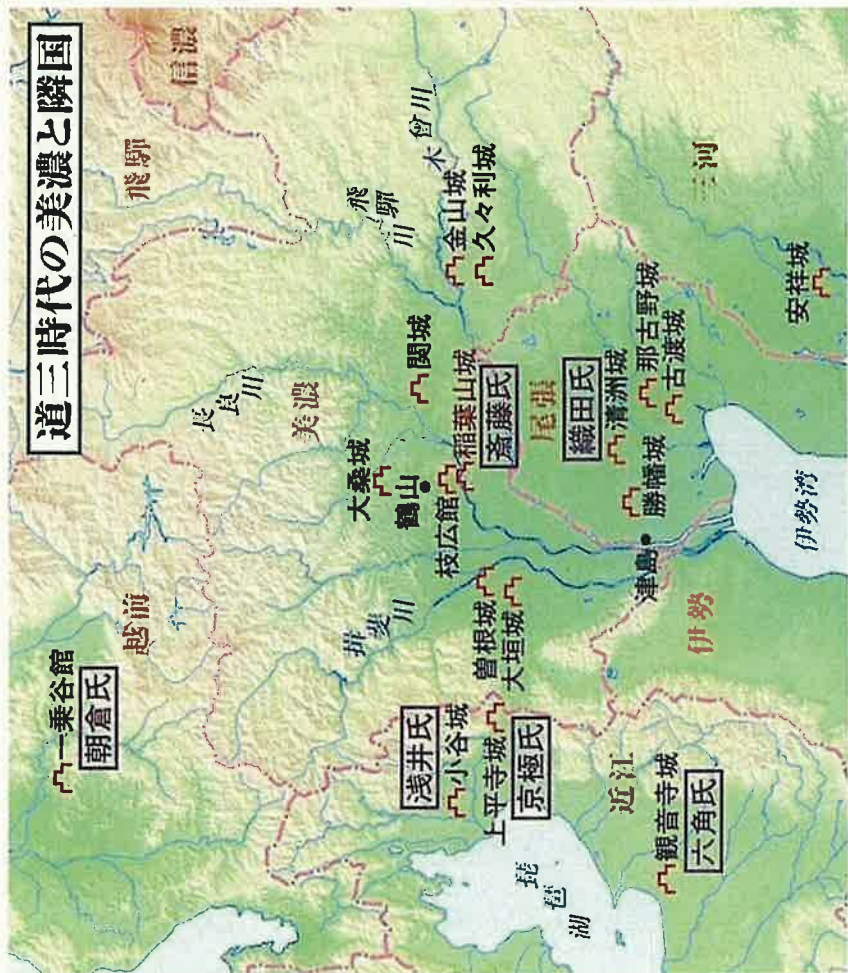 道三時代の美濃と隣国
信濃
飛騨
飛騨川
木曾川
金山城
久々利城
三河
安祥城
長良川
美濃
関城
大桑城
鶴山
枝広館
稲葉山城
斎藤氏
尾張
織田氏
清洲城
那古野城
古渡城
勝幡城
津島
伊勢湾
越前
一乗谷館
朝倉氏
揖斐川
曽根城
大垣城
伊勢
浅井氏
小谷城
上平寺城
京極氏
近江
観音寺城
六角氏
琵琶湖